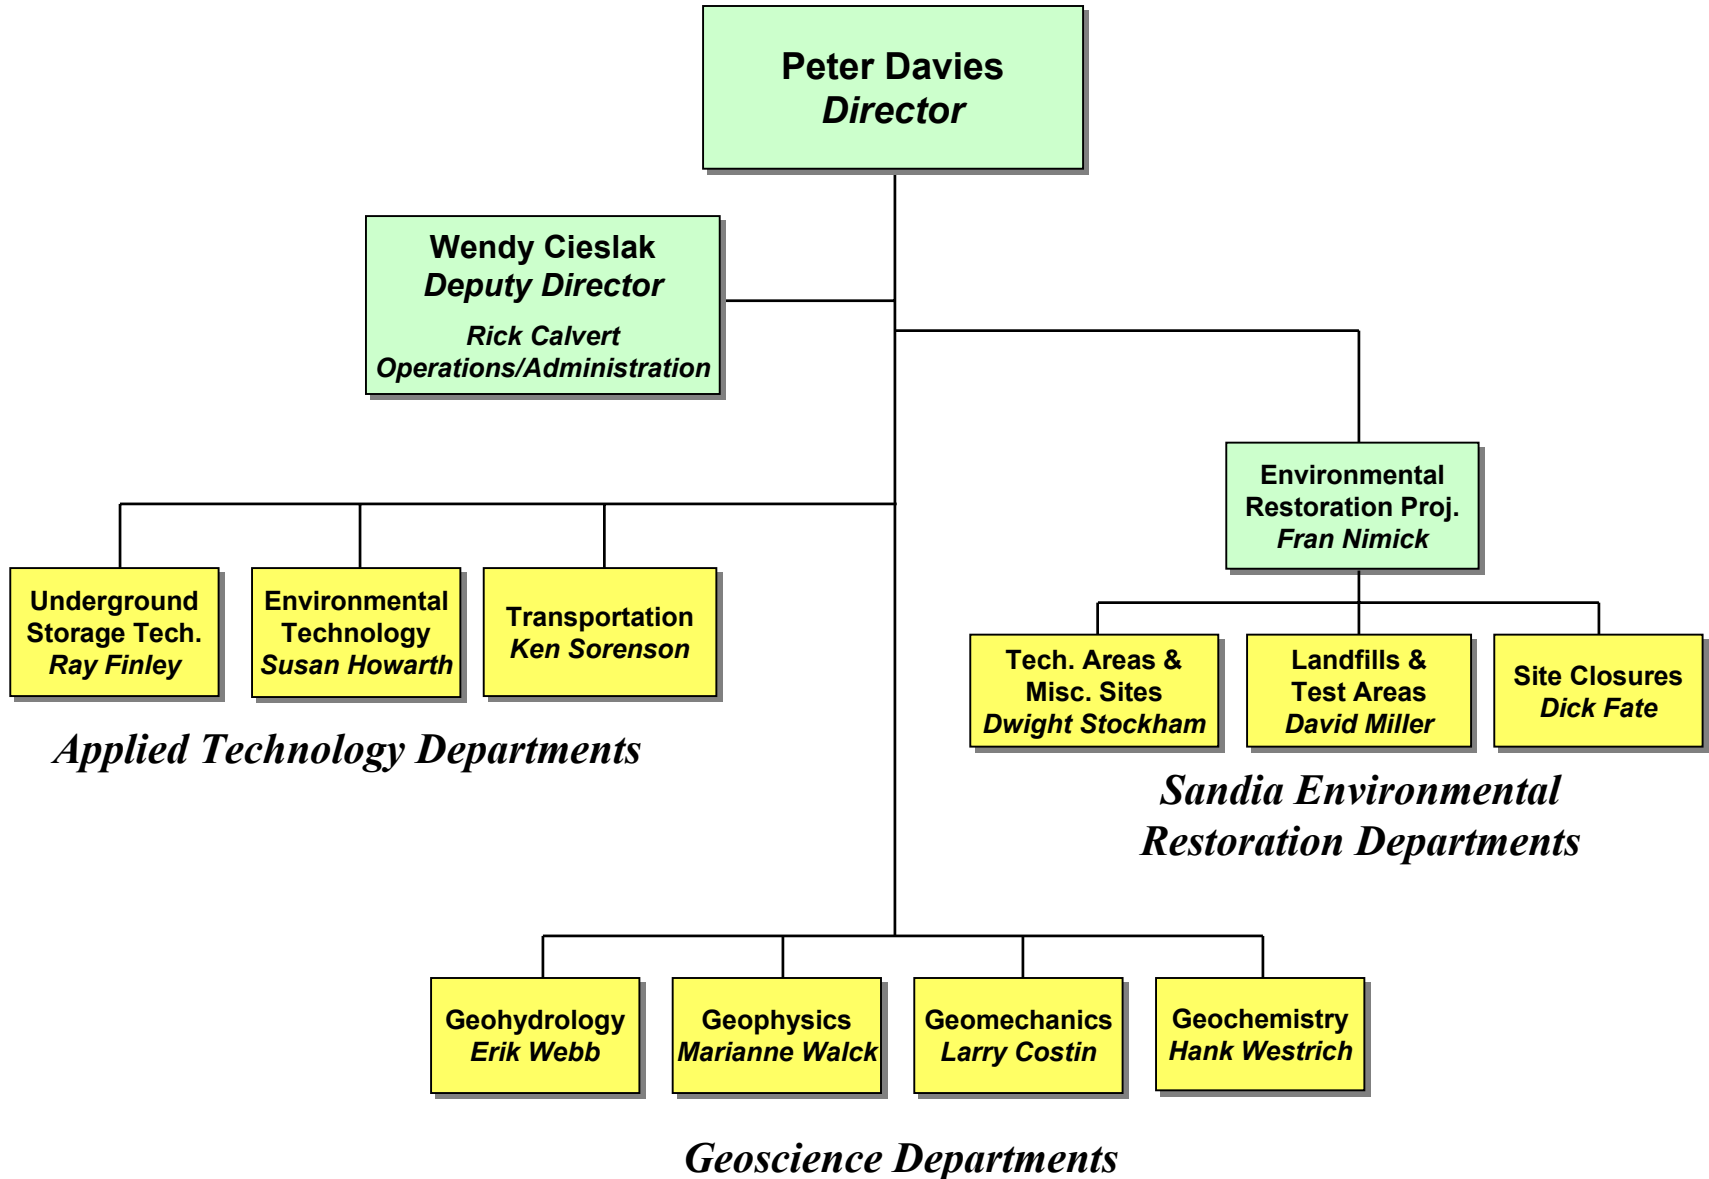 Peter Davies
Director
Wendy Cieslak
Deputy Director
Rick Calvert
Operations/Administration
Environmental
Restoration Proj.
Fran Nimick
Underground
Storage Tech.
Ray Finley
Environmental
Technology
Susan Howarth
Transportation
Ken Sorenson
Applied Technology Departments
Tech. Areas &
Misc. Sites
Dwight Stockham
Landfills &
Test Areas
David Miller
Site Closures
Dick Fate
Sandia Environmental
Restoration Departments
Geohydrology
Erik Webb
Geophysics
Marianne Walck
Geomechanics
Larry Costin
Geochemistry
Hank Westrich
Geoscience Departments